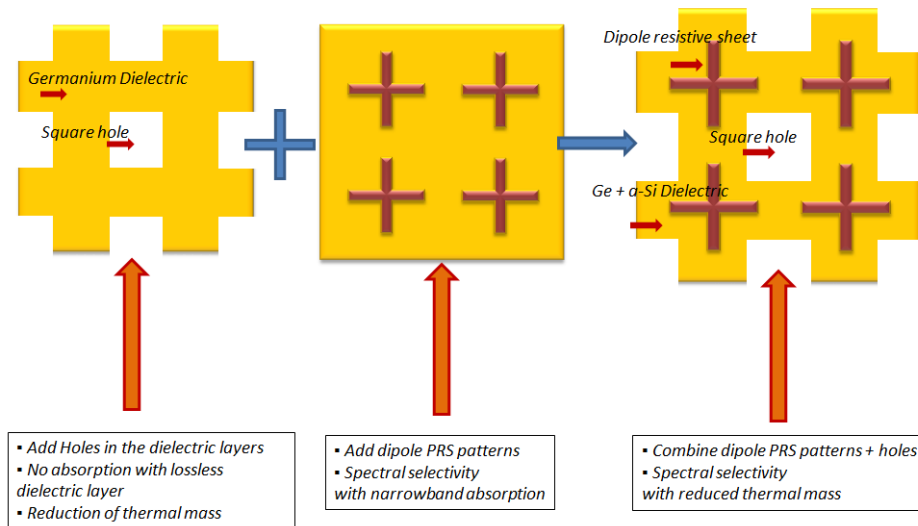 Germanium Dielectric
Square hole
Dipole resistive sheet
Square hole
Ge + a-Si Dielectric
▪ Add Holes in the dielectric layers
▪ No absorption with lossless
dielectric layer
▪ Reduction of thermal mass
▪ Add dipole PRS patterns
▪ Spectral selectivity
with narrowband absorption
▪ Combine dipole PRS patterns + holes
▪ Spectral selectivity
with reduced thermal mass